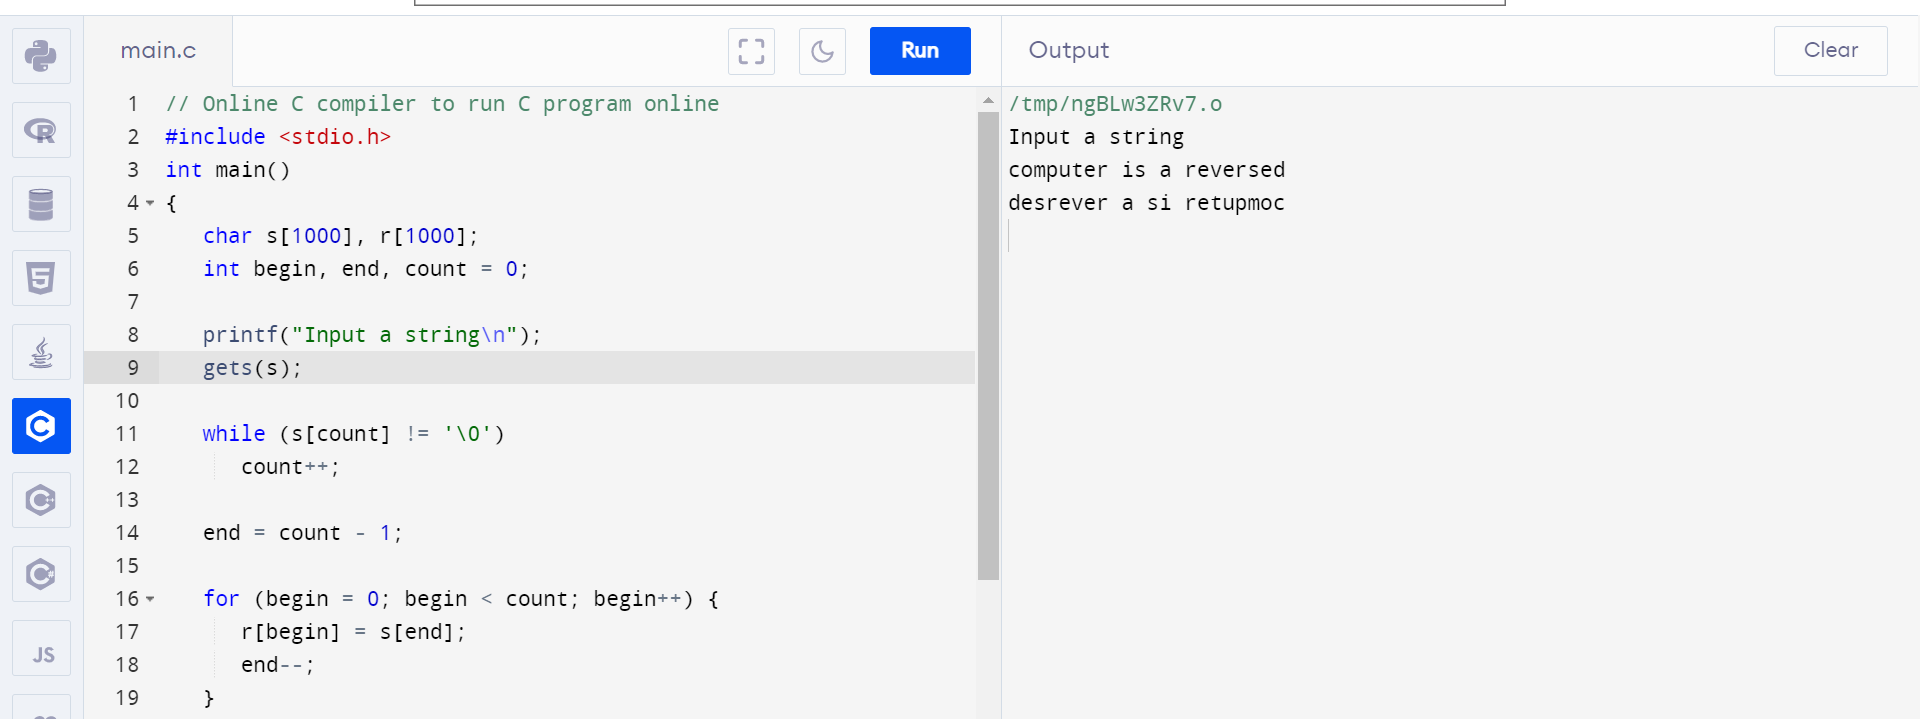 main.c
Run
Output
Clear
1 // Online C compiler to run C program online
2 #include <stdio.h>
3 int main()
4 {
5 char s[1000], r[1000];
6 int begin, end, count = 0;
7
8 printf("Input a string\n");
9 gets(s);
10
11 while (s[count] != '\0')
12 count++;
13
14 end = count - 1;
15
16 for (begin = 0; begin < count; begin++) {
17 r[begin] = s[end];
18 end--;
19 }
/tmp/ngBLw3ZRv7.o
Input a string
computer is a reversed
desrever a si retupmoc
R
5
C
C++
C#
JS